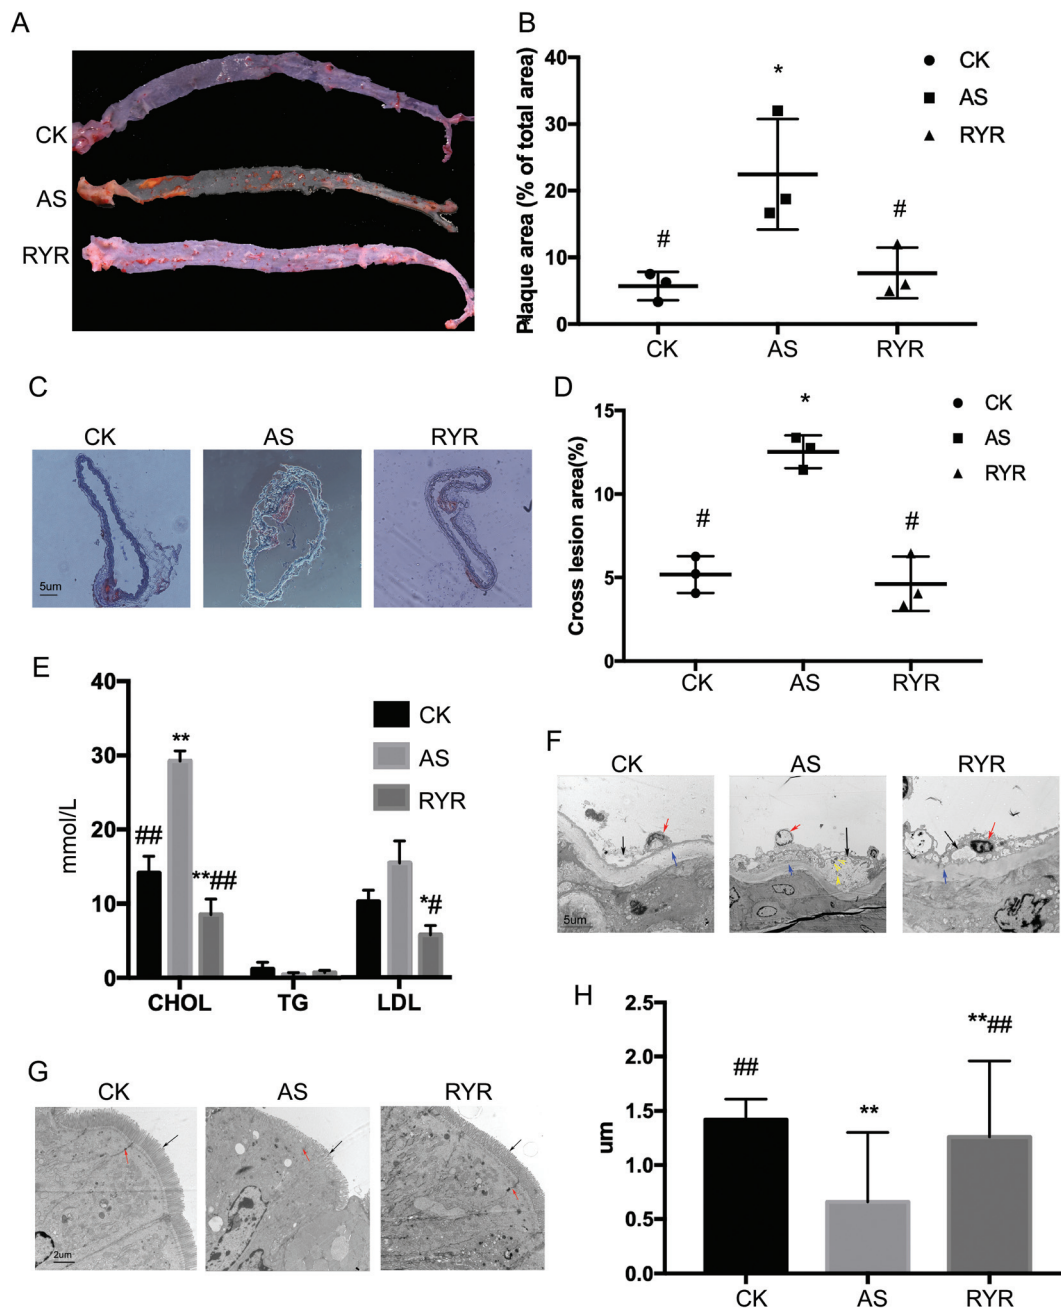 A
CK
AS
RYR
B
Plaque area (% of total area)
40
30
20
10
0
*
#
#
*
CK
AS
RYR
CK
AS
RYR
C
CK
AS
RYR
5um
D
Cross lesion area(%)
15
10
5
0
*
#
#
CK
AS
RYR
CK
AS
RYR
E
mmol/L
40
30
20
10
0
##
**
**##
*#
CHOL
TG
LDL
CK
AS
RYR
F
CK
AS
RYR
5um
G
CK
AS
RYR
2um
H
um
2.5
2.0
1.5
1.0
0.5
0.0
##
**
**##
CK
AS
RYR